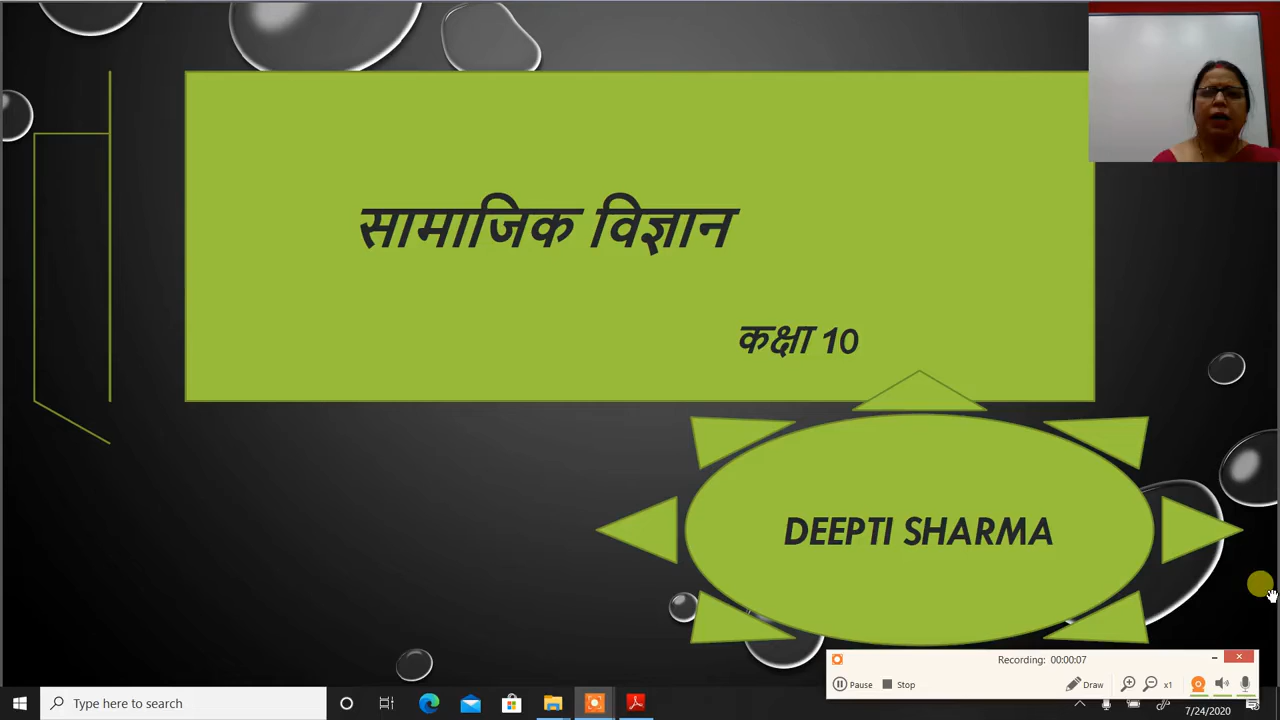 सामाजिक विज्ञान
कक्षा 10
DEEPTI SHARMA
Recording: 00:00:07
Pause Stop Draw x1
Type here to search
7/24/2020